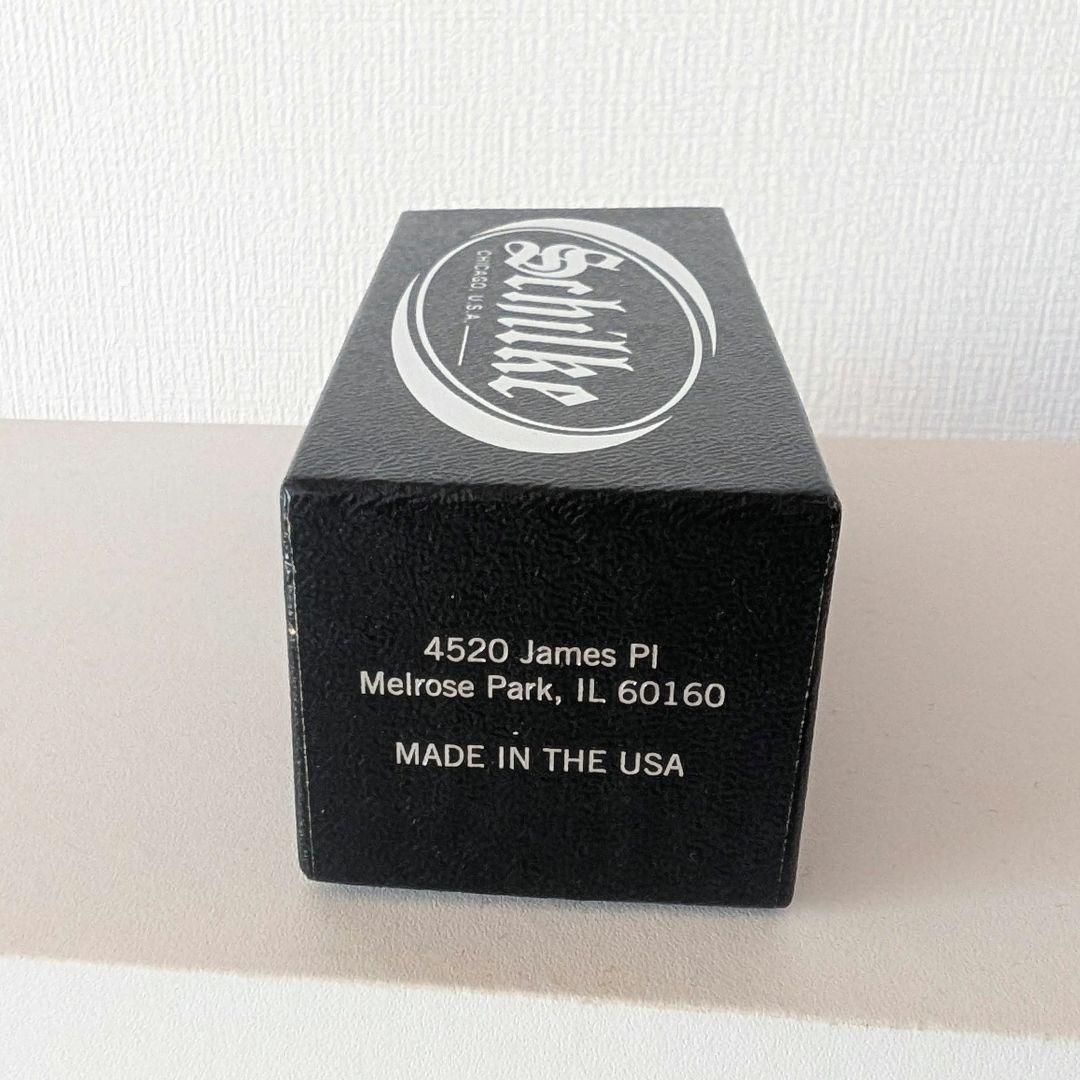 Schilke
CHICAGO, U.S.A.
4520 James Pl
Melrose Park, IL 60160
MADE IN THE USA